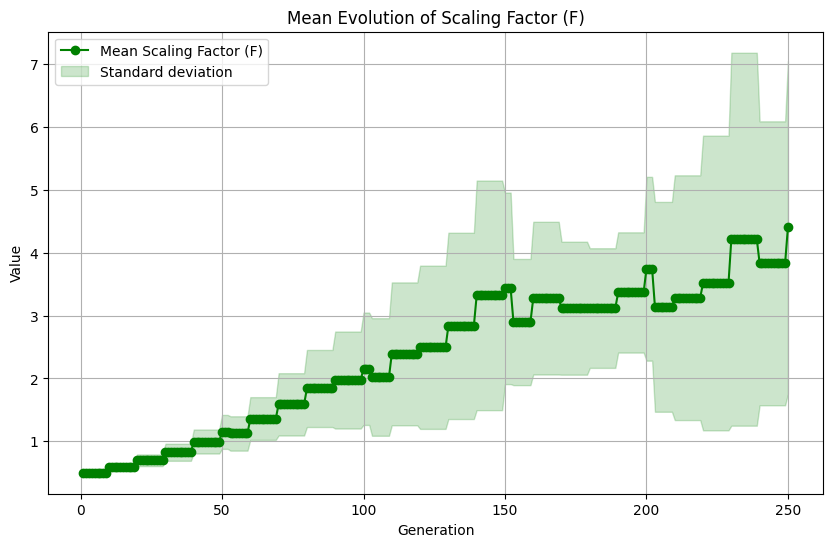 Mean Evolution of Scaling Factor (F)
Mean Scaling Factor (F)
Standard deviation
7
6
5
4
3
2
1
Value
0 50 100 150 200 250
Generation